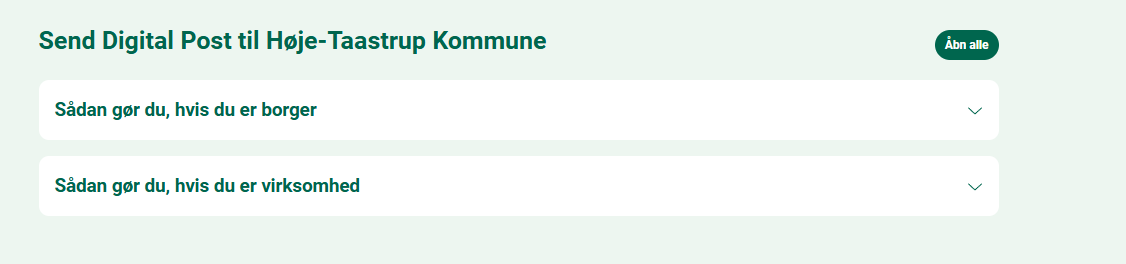 Send Digital Post til Høje-Taastrup Kommune
Åbn alle
Sådan gør du, hvis du er borger
Sådan gør du, hvis du er virksomhed